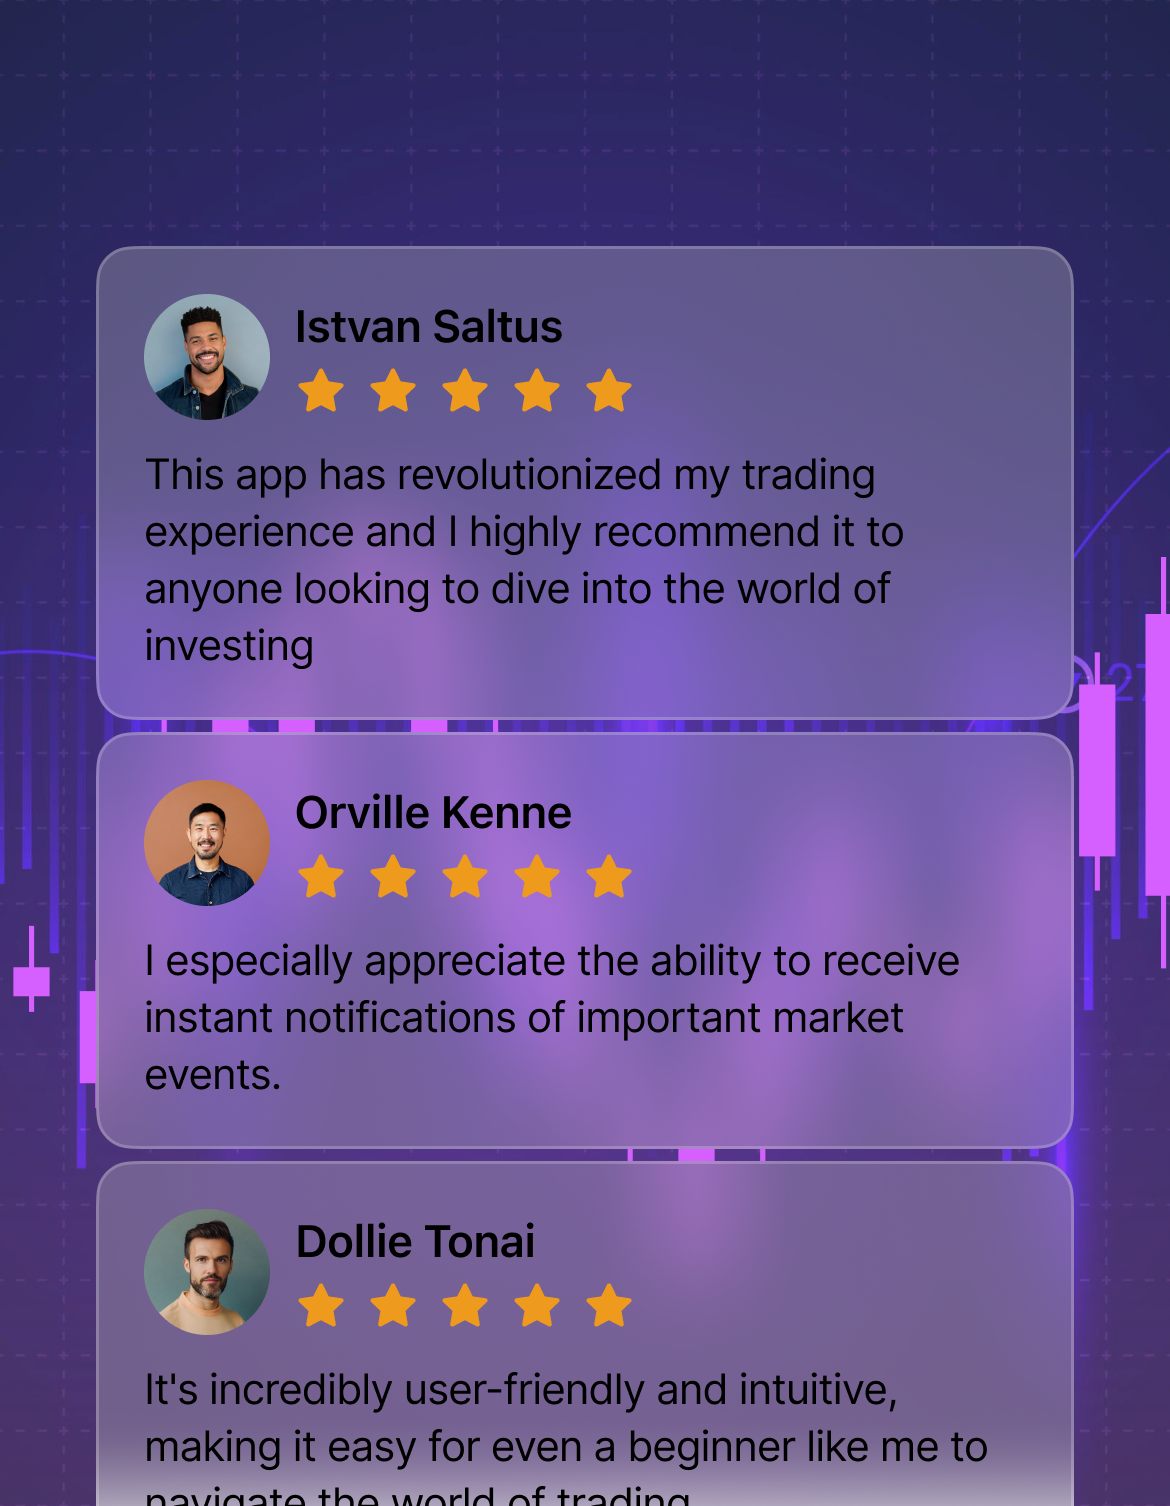 Istvan Saltus
This app has revolutionized my trading
experience and I highly recommend it to
anyone looking to dive into the world of
investing
27
Orville Kenne
I especially appreciate the ability to receive
instant notifications of important market
events.
Dollie Tonai
It's incredibly user-friendly and intuitive,
making it easy for even a beginner like me to
navigate the world of trading